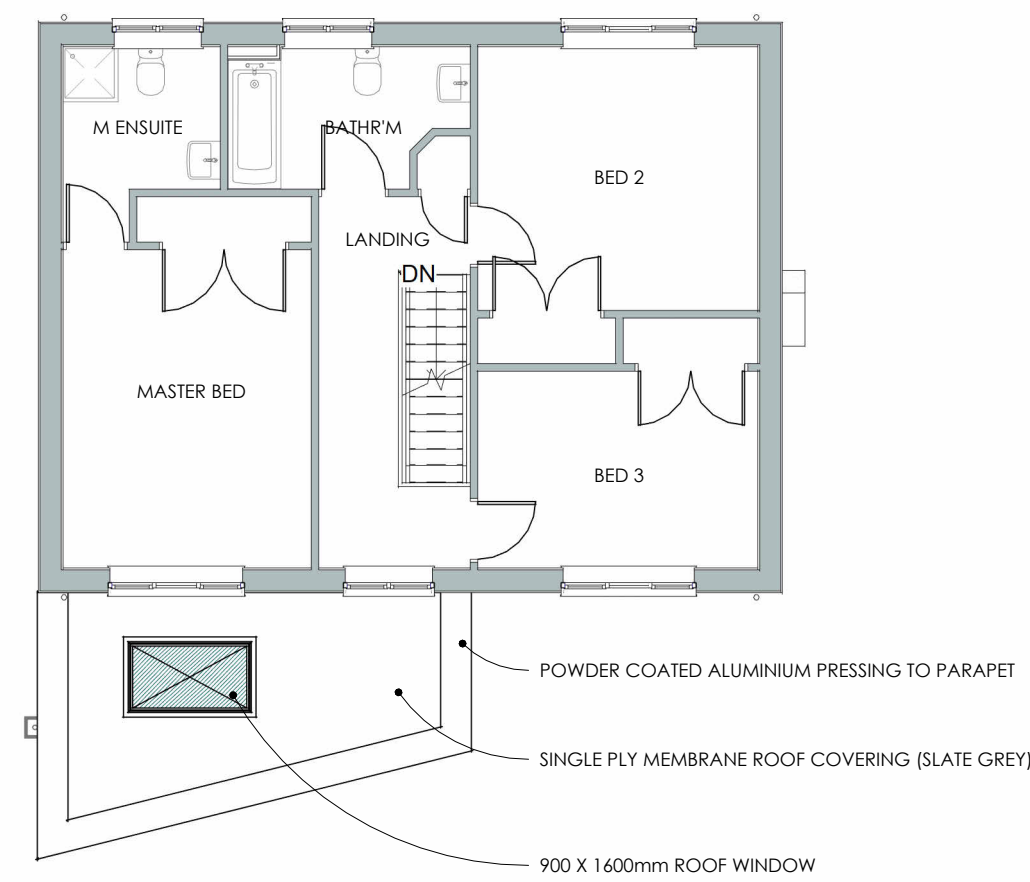 M ENSUITE
BATHR'M
BED 2
LANDING
DN
MASTER BED
BED 3
POWDER COATED ALUMINIUM PRESSING TO PARAPET
SINGLE PLY MEMBRANE ROOF COVERING (SLATE GREY)
900 X 1600mm ROOF WINDOW